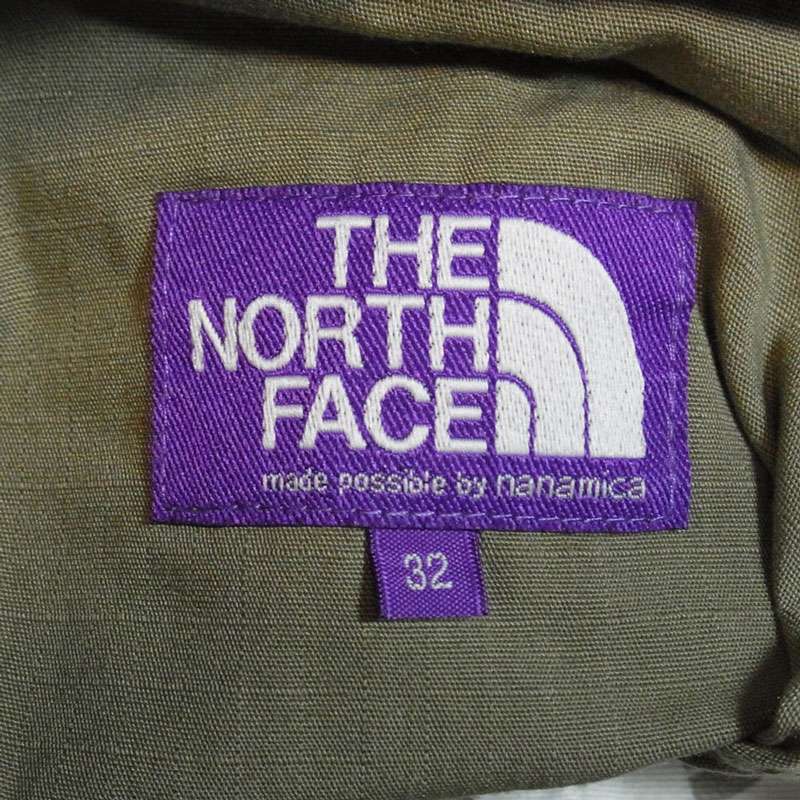 THE
NORTH
FACE
made possible by nanamica
32